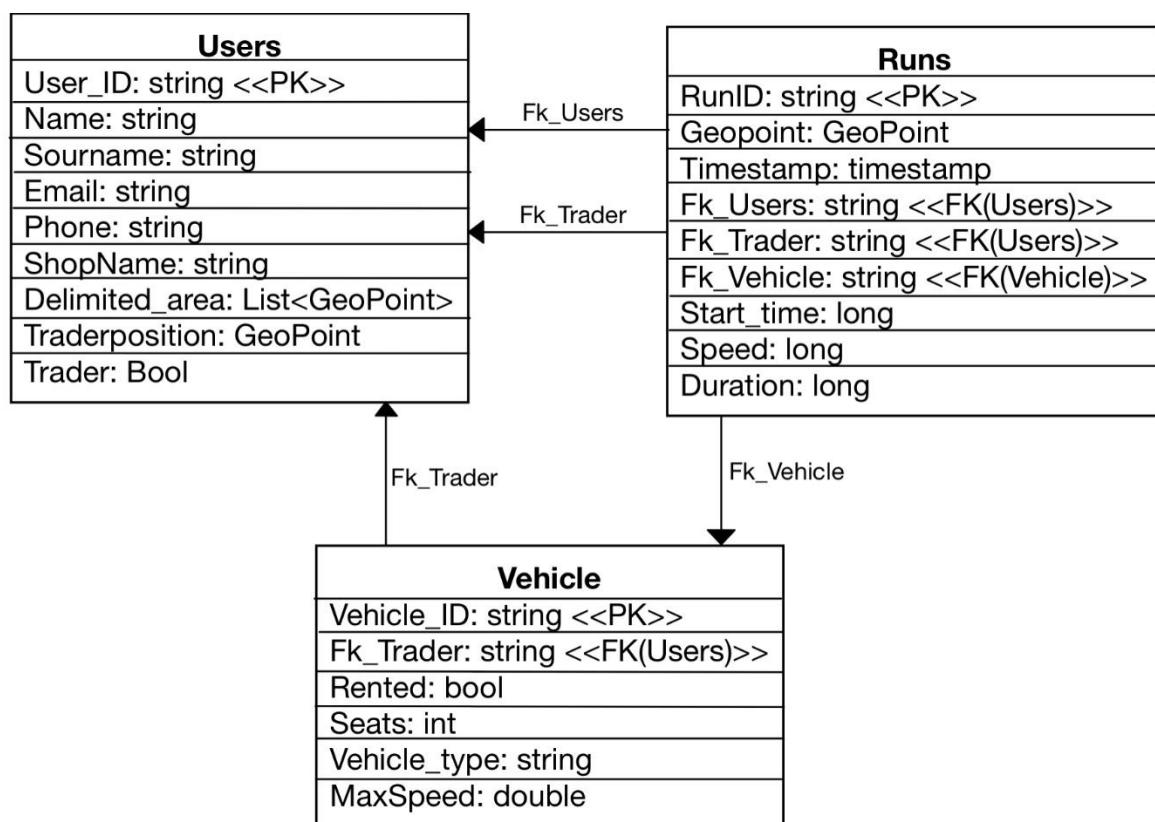 Users
User_ID: string <<PK>>
Name: string
Sourname: string
Email: string
Phone: string
ShopName: string
Delimited_area: List<GeoPoint>
Traderposition: GeoPoint
Trader: Bool
Fk_Users
Fk_Trader
Runs
RunID: string <<PK>>
Geopoint: GeoPoint
Timestamp: timestamp
Fk_Users: string <<FK(Users)>>
Fk_Trader: string <<FK(Users)>>
Fk_Vehicle: string <<FK(Vehicle)>>
Start_time: long
Speed: long
Duration: long
Fk_Trader
Fk_Vehicle
Vehicle
Vehicle_ID: string <<PK>>
Fk_Trader: string <<FK(Users)>>
Rented: bool
Seats: int
Vehicle_type: string
MaxSpeed: double